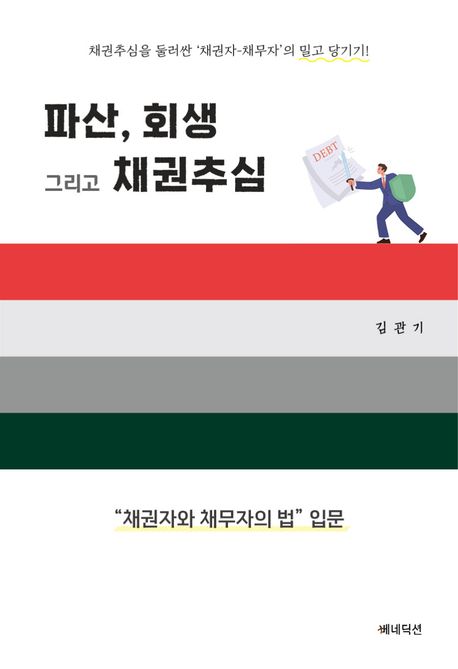 채권추심을 둘러싼 ‘채권자-채무자’의 밀고 당기기!
파산, 회생
그리고 채권추심
DEBT
김관기
“채권자와 채무자의 법” 입문
베네딕션